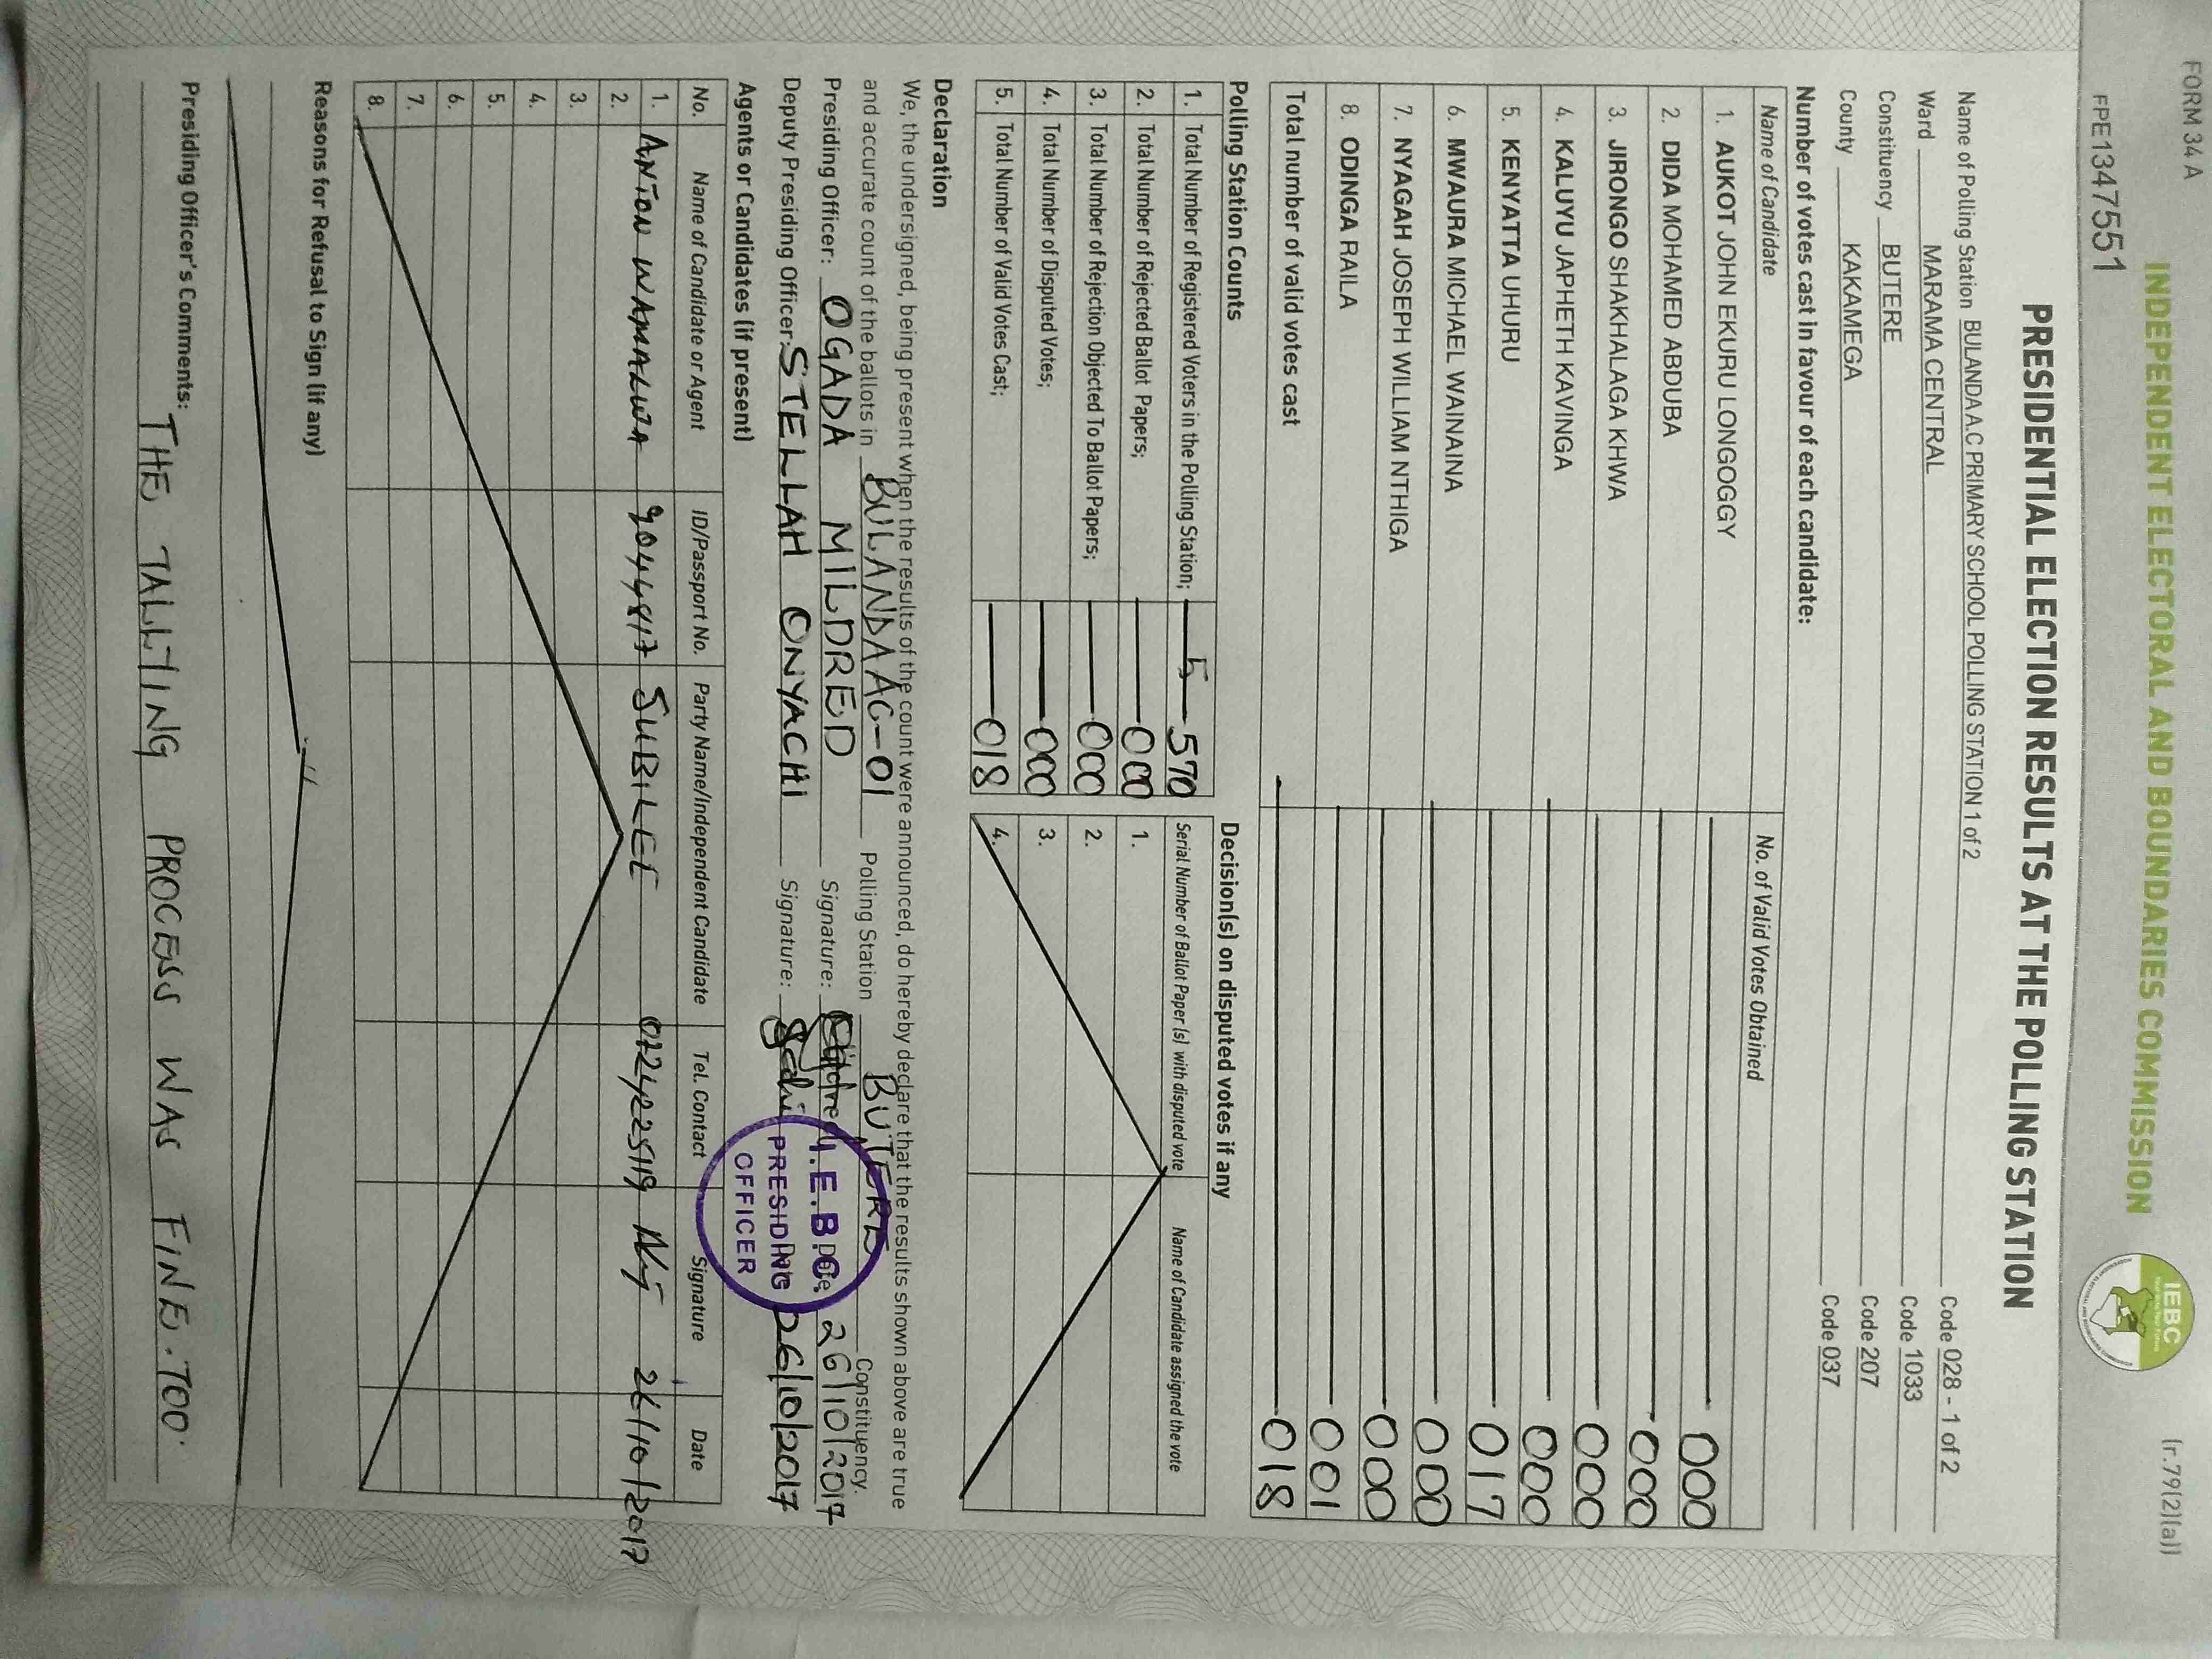 FORM 34 A
(r.79(2)(a))
INDEPENDENT ELECTORAL AND BOUNDARIES COMMISSION
IEBC
FPE1347551
PRESIDENTIAL ELECTION RESULTS AT THE POLLING STATION
Name of Polling Station BULANDA A.C PRIMARY SCHOOL POLLING STATION 1 of 2 Code 028 - 1 of 2
Ward MARAMA CENTRAL Code 1033
Constituency BUTERE Code 207
County KAKAMEGA Code 037
Number of votes cast in favour of each candidate:
Name of Candidate No. of Valid Votes Obtained
1. AUKOT JOHN EKURU LONGOGGY 000
2. DIDA MOHAMED ABDUBA 000
3. JIRONGO SHAKHALAGA KHWA 000
4. KALUYU JAPHETH KAVINGA 000
5. KENYATTA UHURU 017
6. MWAURA MICHAEL WAINAINA 000
7. NYAGAH JOSEPH WILLIAM NTHIGA 000
8. ODINGA RAILA 001
Total number of valid votes cast 018
Polling Station Counts
1. Total Number of Registered Voters in the Polling Station; 5 570
2. Total Number of Rejected Ballot Papers; 000
3. Total Number of Rejection Objected To Ballot Papers; 000
4. Total Number of Disputed Votes; 000
5. Total Number of Valid Votes Cast; 018
Decision(s) on disputed votes if any
Serial Number of Ballot Paper (s) with disputed vote Name of Candidate assigned the vote
1.
2.
3.
4.
Declaration
We, the undersigned, being present when the results of the count were announced, do hereby declare that the results shown above are true
and accurate count of the ballots in BULANDA AC-01 Polling Station BUTERE Constituency.
Presiding Officer: OGADA MILDRED Signature: Date: 26/10/2017
Deputy Presiding Officer: STELLAH ONYACHI Signature: Date 26/10/2017
I.E.B.C.
PRESIDING
OFFICER
Agents or Candidates (if present)
No. Name of Candidate or Agent ID/Passport No. Party Name/Independent Candidate Tel. Contact Signature Date
1. ANTON WAMALWA JUBILEE 26/10/2017
2.
3.
4.
5.
6.
7.
8.
Reasons for Refusal to Sign (if any)
Presiding Officer's Comments:
THE TALLYING PROCESS WAS FINE. TOO.